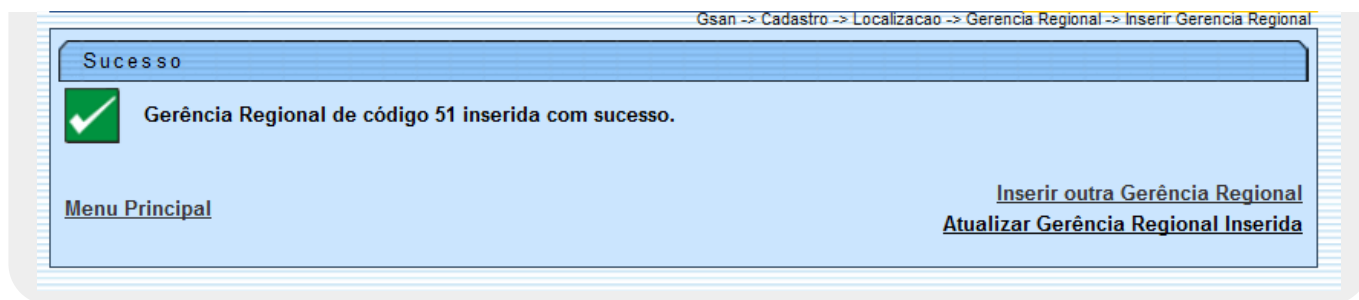 Gsan -> Cadastro -> Localizacao -> Gerencia Regional -> Inserir Gerencia Regional
Sucesso
Gerência Regional de código 51 inserida com sucesso.
Inserir outra Gerência Regional
Menu Principal
Atualizar Gerência Regional Inserida